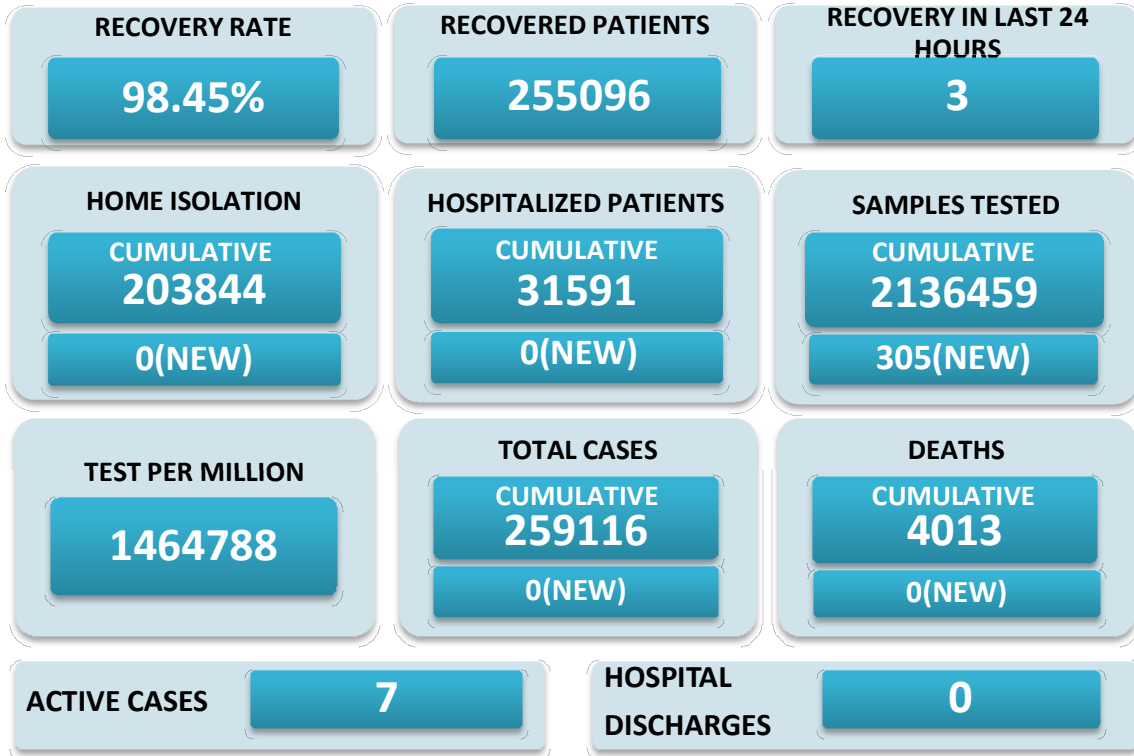 RECOVERY RATE
98.45%
RECOVERED PATIENTS
255096
RECOVERY IN LAST 24
HOURS
3
HOME ISOLATION
CUMULATIVE
203844
0(NEW)
HOSPITALIZED PATIENTS
CUMULATIVE
31591
0(NEW)
SAMPLES TESTED
CUMULATIVE
2136459
305(NEW)
TEST PER MILLION
1464788
TOTAL CASES
CUMULATIVE
259116
0(NEW)
DEATHS
CUMULATIVE
4013
0(NEW)
ACTIVE CASES
7
HOSPITAL
DISCHARGES
0